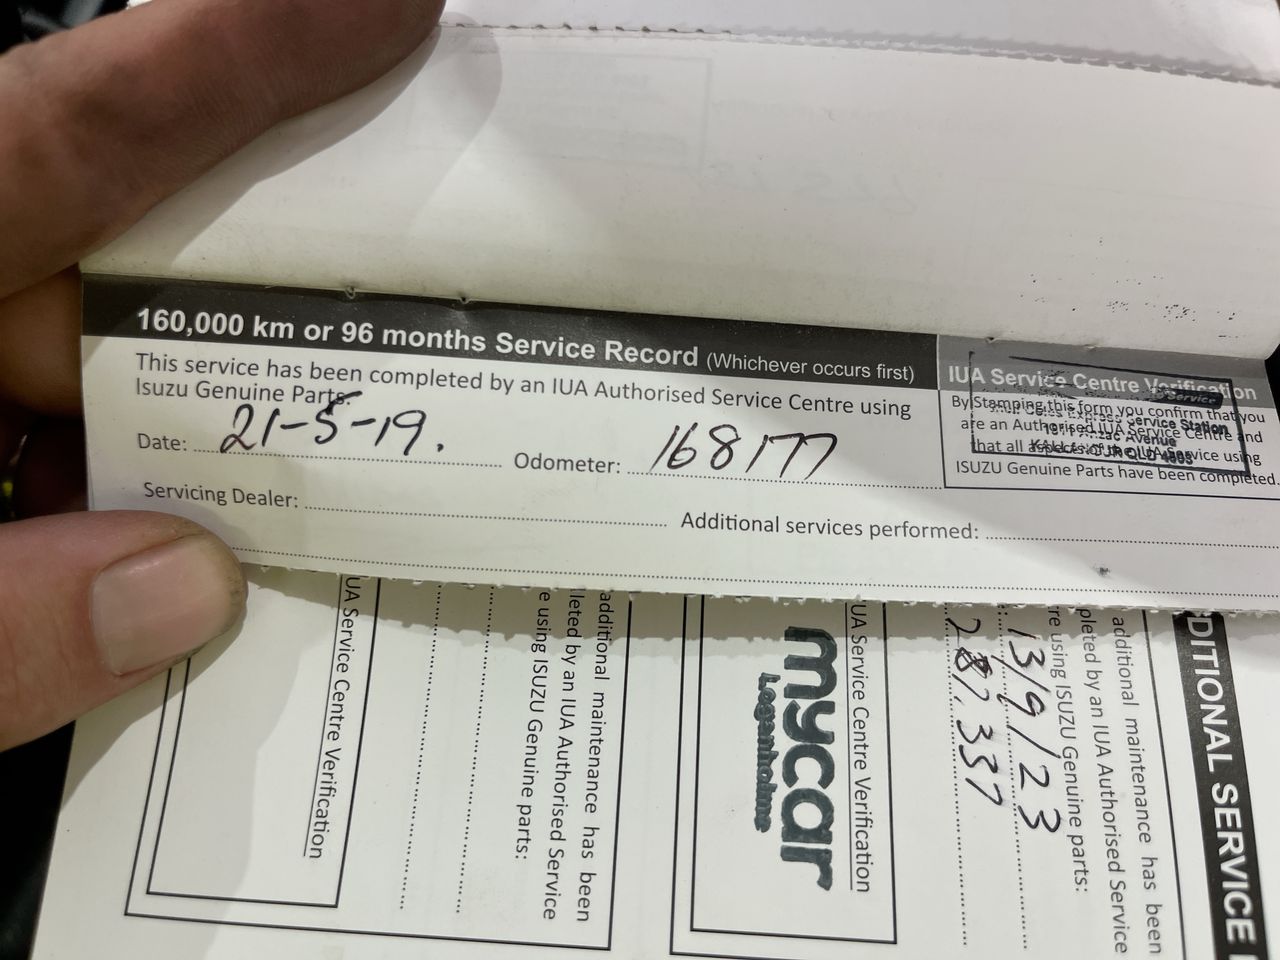 160,000 km or 96 months Service Record (Whichever occurs first)
This service has been completed by an IUA Authorised Service Centre using
Isuzu Genuine Parts.
Date: 21-5-19.
Odometer: 168177
Servicing Dealer:
Additional services performed:
IUA Service Centre Verification
By Stamping this form you confirm that you
are an Authorised IUA Service Centre and
that all aspects of the IUA Service using
ISUZU Genuine Parts have been completed.
Service Station
Avenue
QLD
DITIONAL SERVICE
additional maintenance has been
pleted by an IUA Authorised Service
re using ISUZU Genuine parts:
13/9/23
287,337
UA Service Centre Verification
mycar
Loganholme
additional maintenance has been
leted by an IUA Authorised Service
e using ISUZU Genuine parts:
UA Service Centre Verification